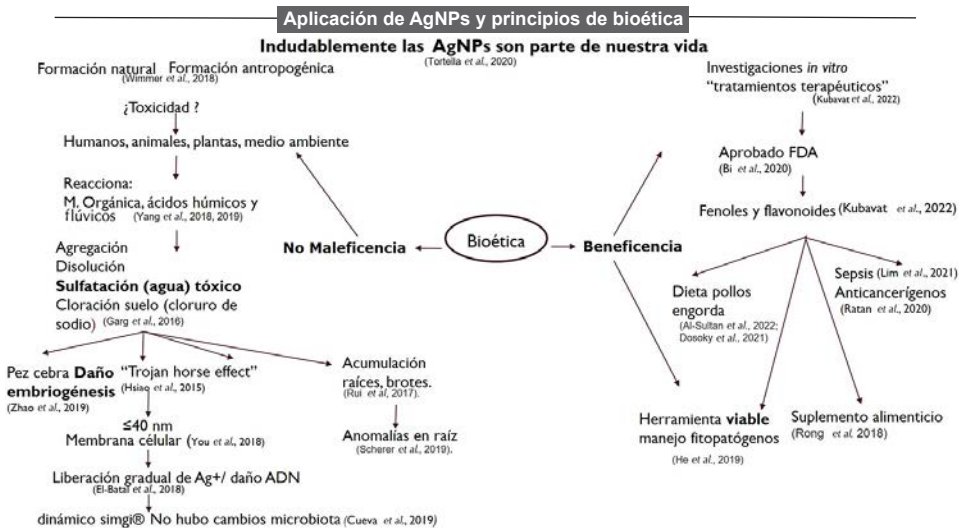 Aplicación de AgNPs y principios de bioética
Indudablemente las AgNPs son parte de nuestra vida
(Tortella et al., 2020)
Formación natural Formación antropogénica
(Wimmer et al., 2018)
¿Toxicidad ?
Humanos, animales, plantas, medio ambiente
Reacciona:
M. Orgánica, ácidos húmicos y
flúvicos (Yang et al., 2018, 2019)
Agregación
Disolución
Sulfatación (agua) tóxico
Cloración suelo (cloruro de
sodio) (Garg et al., 2016)
Pez cebra Daño
embriogénesis
(Zhao et al., 2019)
“Trojan horse effect”
(Hsiao et al., 2015)
≤40 nm
Membrana célular (You et al., 2018)
Liberación gradual de Ag+/ daño ADN
(El-Batal et al., 2018)
dinámico simgi® No hubo cambios microbiota (Cueva et al., 2019)
Acumulación
raíces, brotes.
(Rui et al, 2017).
Anomalías en raíz
(Scherer et al., 2019).
No Maleficencia
Bioética
Beneficencia
Investigaciones in vitro
“tratamientos terapéuticos”
(Kubavat et al., 2022)
Aprobado FDA
(Bi et al., 2020)
Fenoles y flavonoides (Kubavat et al., 2022)
Dieta pollos
engorda
(Al-Sultan et al., 2022;
Dosoky et al., 2021)
Sepsis (Lim et al., 2021)
Anticancerígenos
(Ratan et al., 2020)
Herramienta viable
manejo fitopatógenos
(He et al., 2019)
Suplemento alimenticio
(Rong et al. 2018)